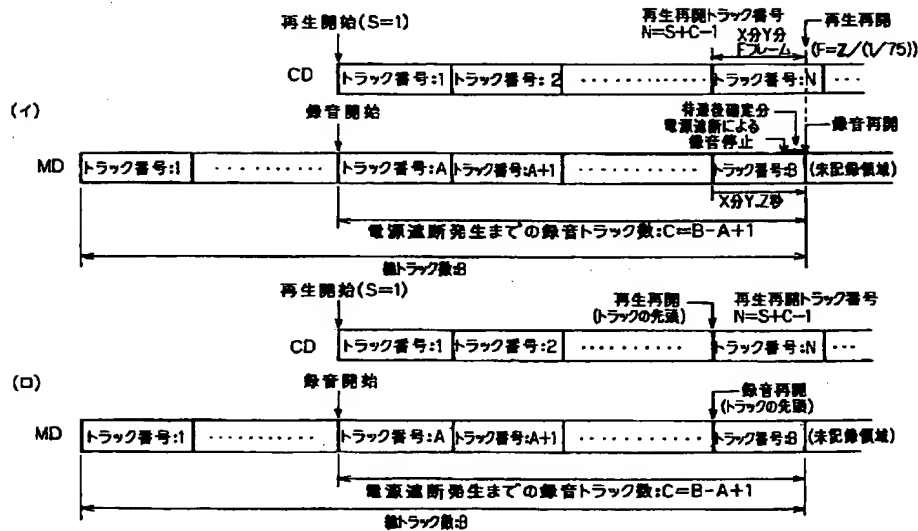 再生開始(S=1)
再生再開トラック番号
N=S+C-1
X分Y分
Fフレーム
再生再開
(F=Z/(1/75))
CD
トラック番号:1
トラック番号:2
トラック番号:N
(イ)
録音開始
待避後確定分
電源遮断による
録音停止
録音再開
MD
トラック番号:1
トラック番号:A
トラック番号:A+1
トラック番号:B
(未記録領域)
X分Y.Z秒
電源遮断発生までの録音トラック数:C=B-A+1
総トラック数:B
再生開始(S=1)
再生再開
(トラックの先頭)
再生再開トラック番号
N=S+C-1
CD
トラック番号:1
トラック番号:2
トラック番号:N
(ロ)
録音開始
録音再開
(トラックの先頭)
MD
トラック番号:1
トラック番号:A
トラック番号:A+1
トラック番号:B
(未記録領域)
電源遮断発生までの録音トラック数:C=B-A+1
総トラック数:B